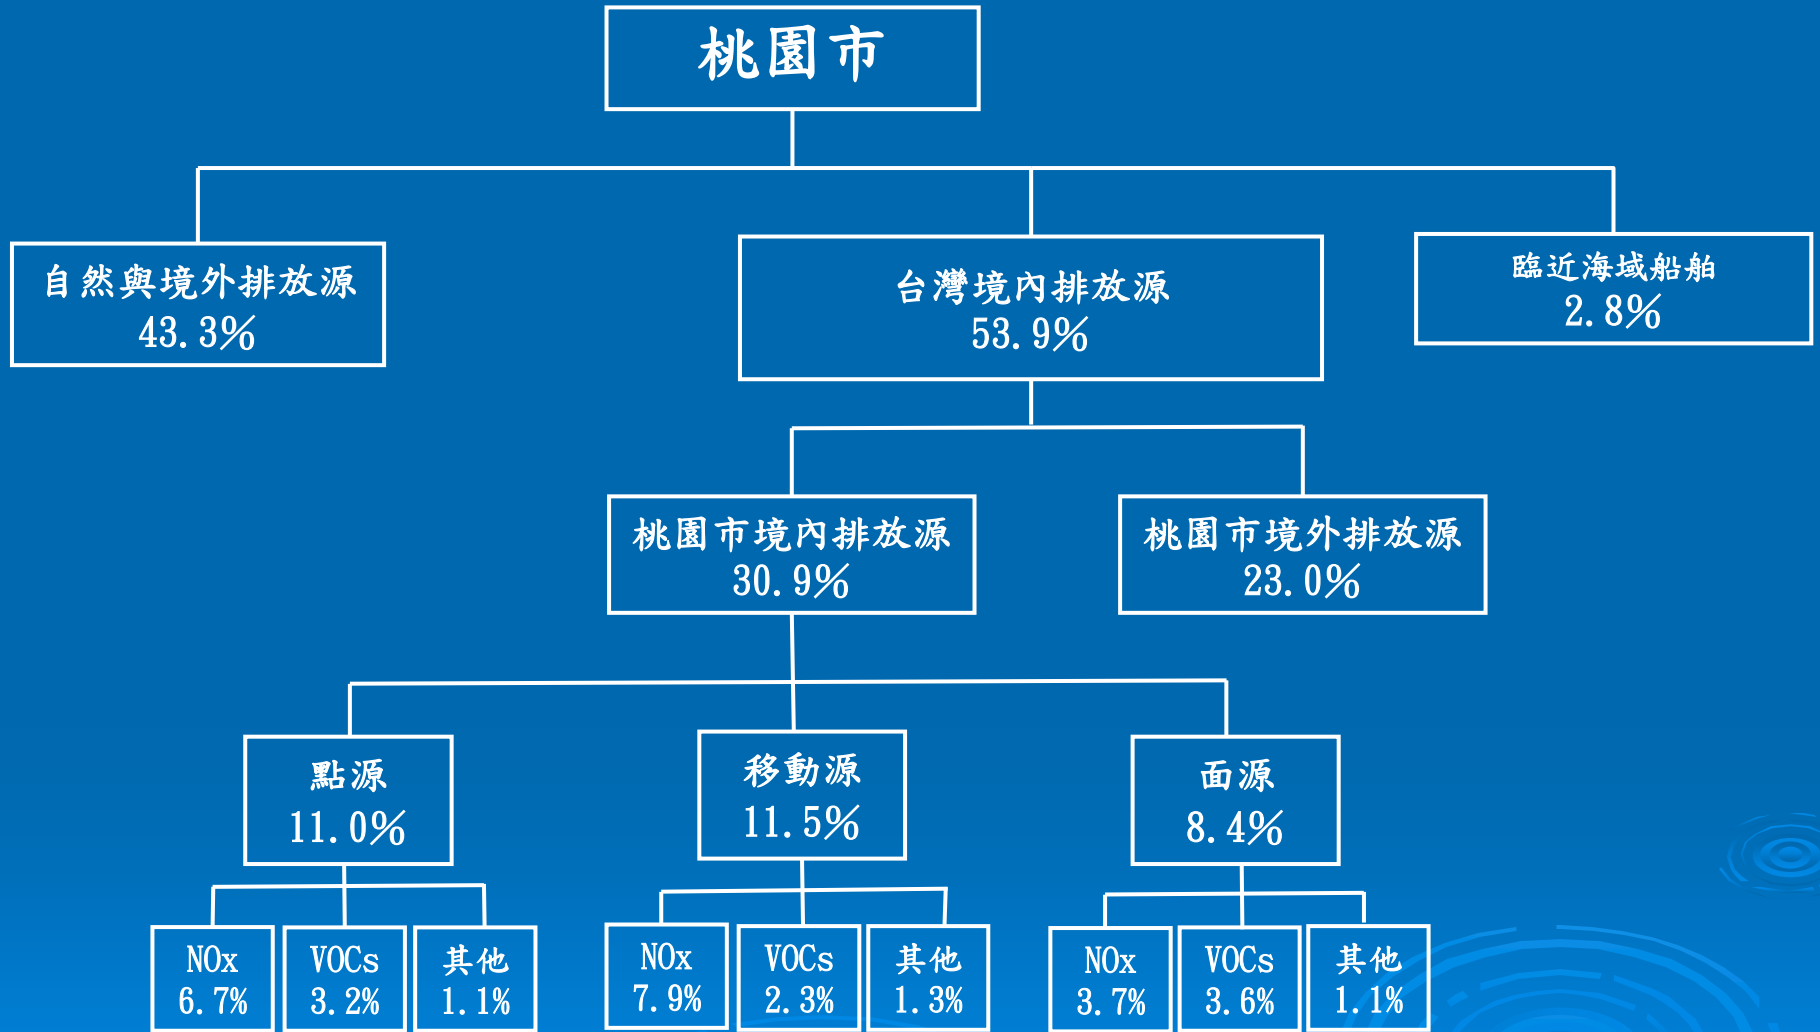 桃園市
自然與境外排放源
43.3%
台灣境內排放源
53.9%
臨近海域船舶
2.8%
桃園市境內排放源
30.9%
桃園市境外排放源
23.0%
點源
11.0%
移動源
11.5%
面源
8.4%
NOx
6.7%
VOCs
3.2%
其他
1.1%
NOx
7.9%
VOCs
2.3%
其他
1.3%
NOx
3.7%
VOCs
3.6%
其他
1.1%